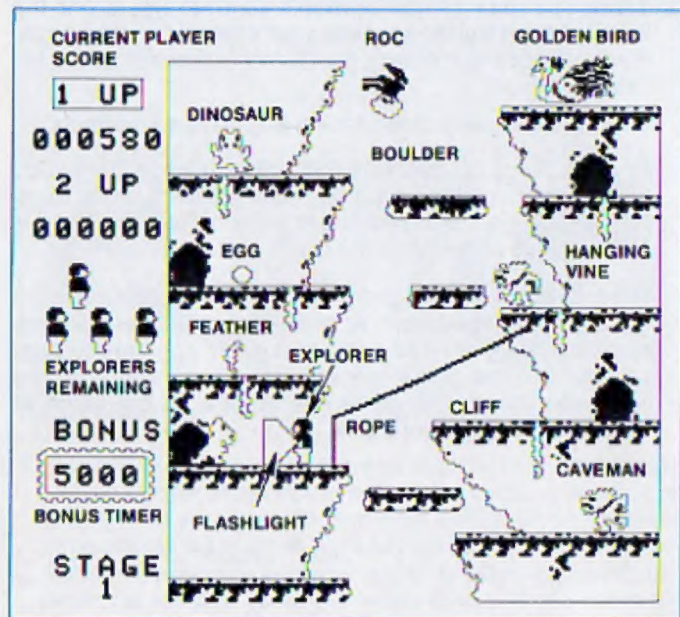 CURRENT PLAYER
SCORE
ROC
GOLDEN BIRD
1 UP
DINOSAUR
000580
BOULDER
2 UP
000000
EGG
HANGING
VINE
FEATHER
EXPLORER
EXPLORERS
REMAINING
CLIFF
BONUS
ROPE
5000
CAVEMAN
BONUS TIMER
FLASHLIGHT
STAGE
1